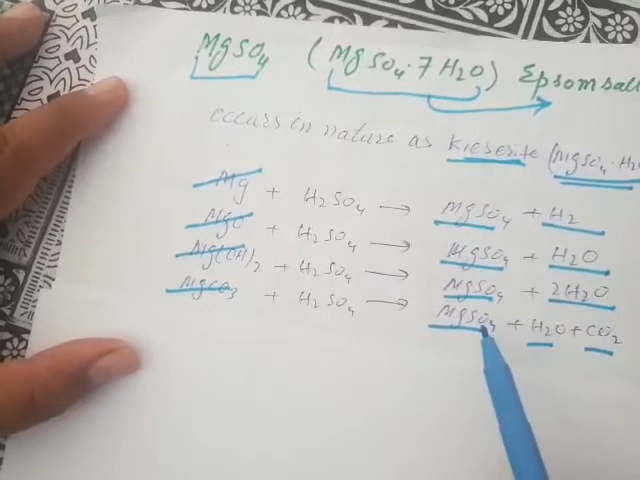 MgSO₄ (MgSO₄·7H₂O) Epsom sal
occurs in nature as kieserite (MgSO₄·H₂O
Mg + H₂SO₄ → MgSO₄ + H₂
MgO + H₂SO₄ → MgSO₄ + H₂O
Mg(OH)₂ + H₂SO₄ → MgSO₄ + 2H₂O
MgCO₃ + H₂SO₄ → MgSO₄ + H₂O + CO₂